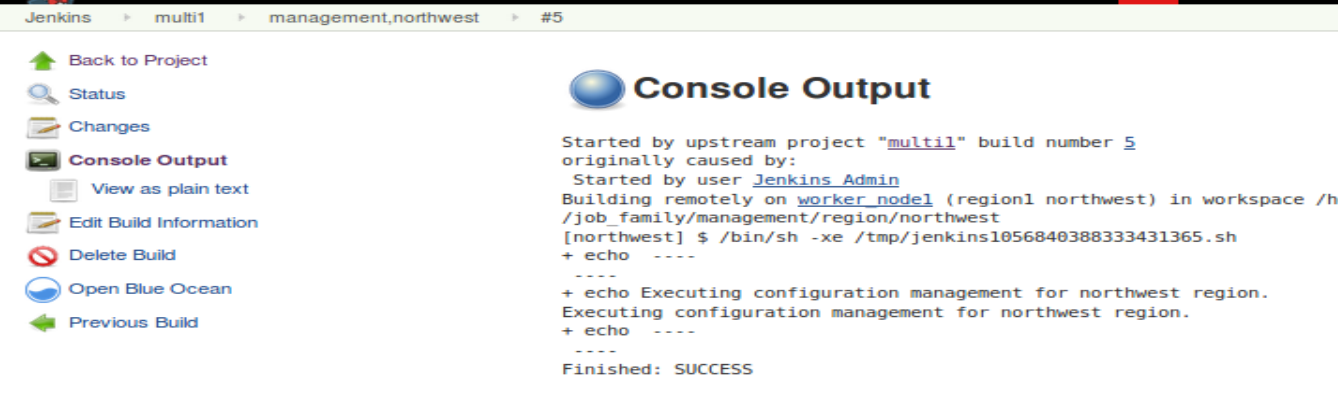 Jenkins multi1 management,northwest #5
Back to Project
Status
Changes
Console Output
View as plain text
Edit Build Information
Delete Build
Open Blue Ocean
Previous Build
Console Output
Started by upstream project "multi1" build number 5
originally caused by:
Started by user Jenkins Admin
Building remotely on worker_node1 (region1 northwest) in workspace /h
/job_family/management/region/northwest
[northwest] $ /bin/sh -xe /tmp/jenkins1056840388333431365.sh
+ echo  ----
 ----
+ echo Executing configuration management for northwest region.
Executing configuration management for northwest region.
+ echo  ----
 ----
Finished: SUCCESS